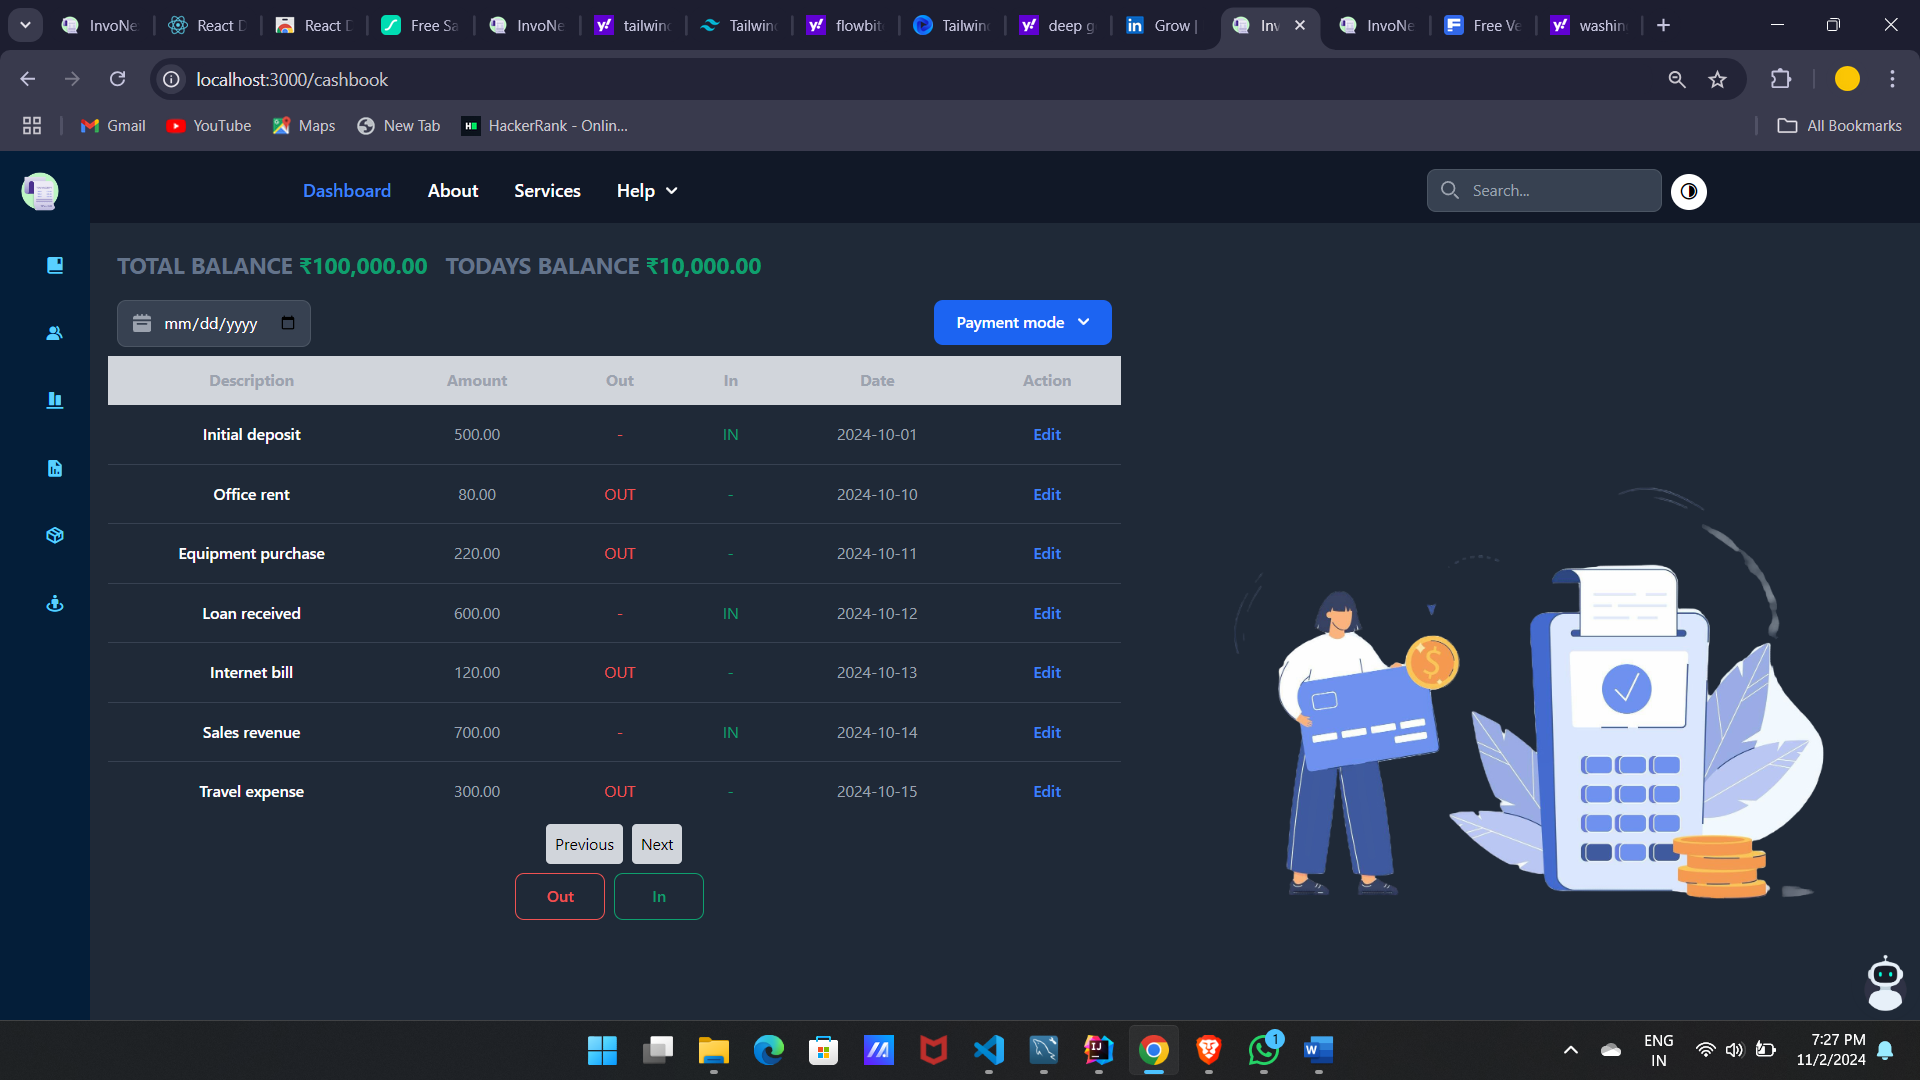 InvoNe React D React D Free Sa InvoNe tailwind Tailwind flowbit Tailwind deep g Grow | Inv InvoNe Free Ve washin
localhost:3000/cashbook
Gmail YouTube Maps New Tab HackerRank - Onlin... All Bookmarks
Dashboard About Services Help Search...
TOTAL BALANCE ₹100,000.00 TODAYS BALANCE ₹10,000.00
mm/dd/yyyy Payment mode
Description Amount Out In Date Action
Initial deposit 500.00 - IN 2024-10-01 Edit
Office rent 80.00 OUT - 2024-10-10 Edit
Equipment purchase 220.00 OUT - 2024-10-11 Edit
Loan received 600.00 - IN 2024-10-12 Edit
Internet bill 120.00 OUT - 2024-10-13 Edit
Sales revenue 700.00 - IN 2024-10-14 Edit
Travel expense 300.00 OUT - 2024-10-15 Edit
Previous Next
Out In
ENG 7:27 PM
IN 11/2/2024